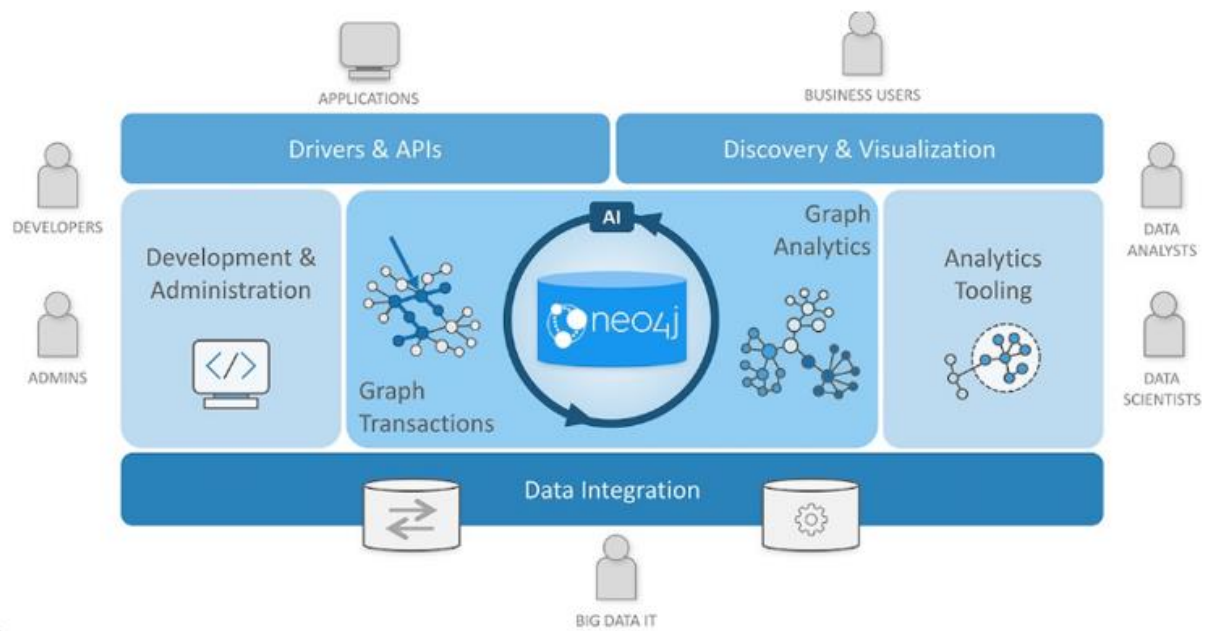 APPLICATIONS
BUSINESS USERS
Drivers & APIs
Discovery & Visualization
DEVELOPERS
ADMINS
Development &
Administration
</>
Graph
Transactions
AI
neo4j
Graph
Analytics
Analytics
Tooling
DATA
ANALYSTS
DATA
SCIENTISTS
Data Integration
BIG DATA IT